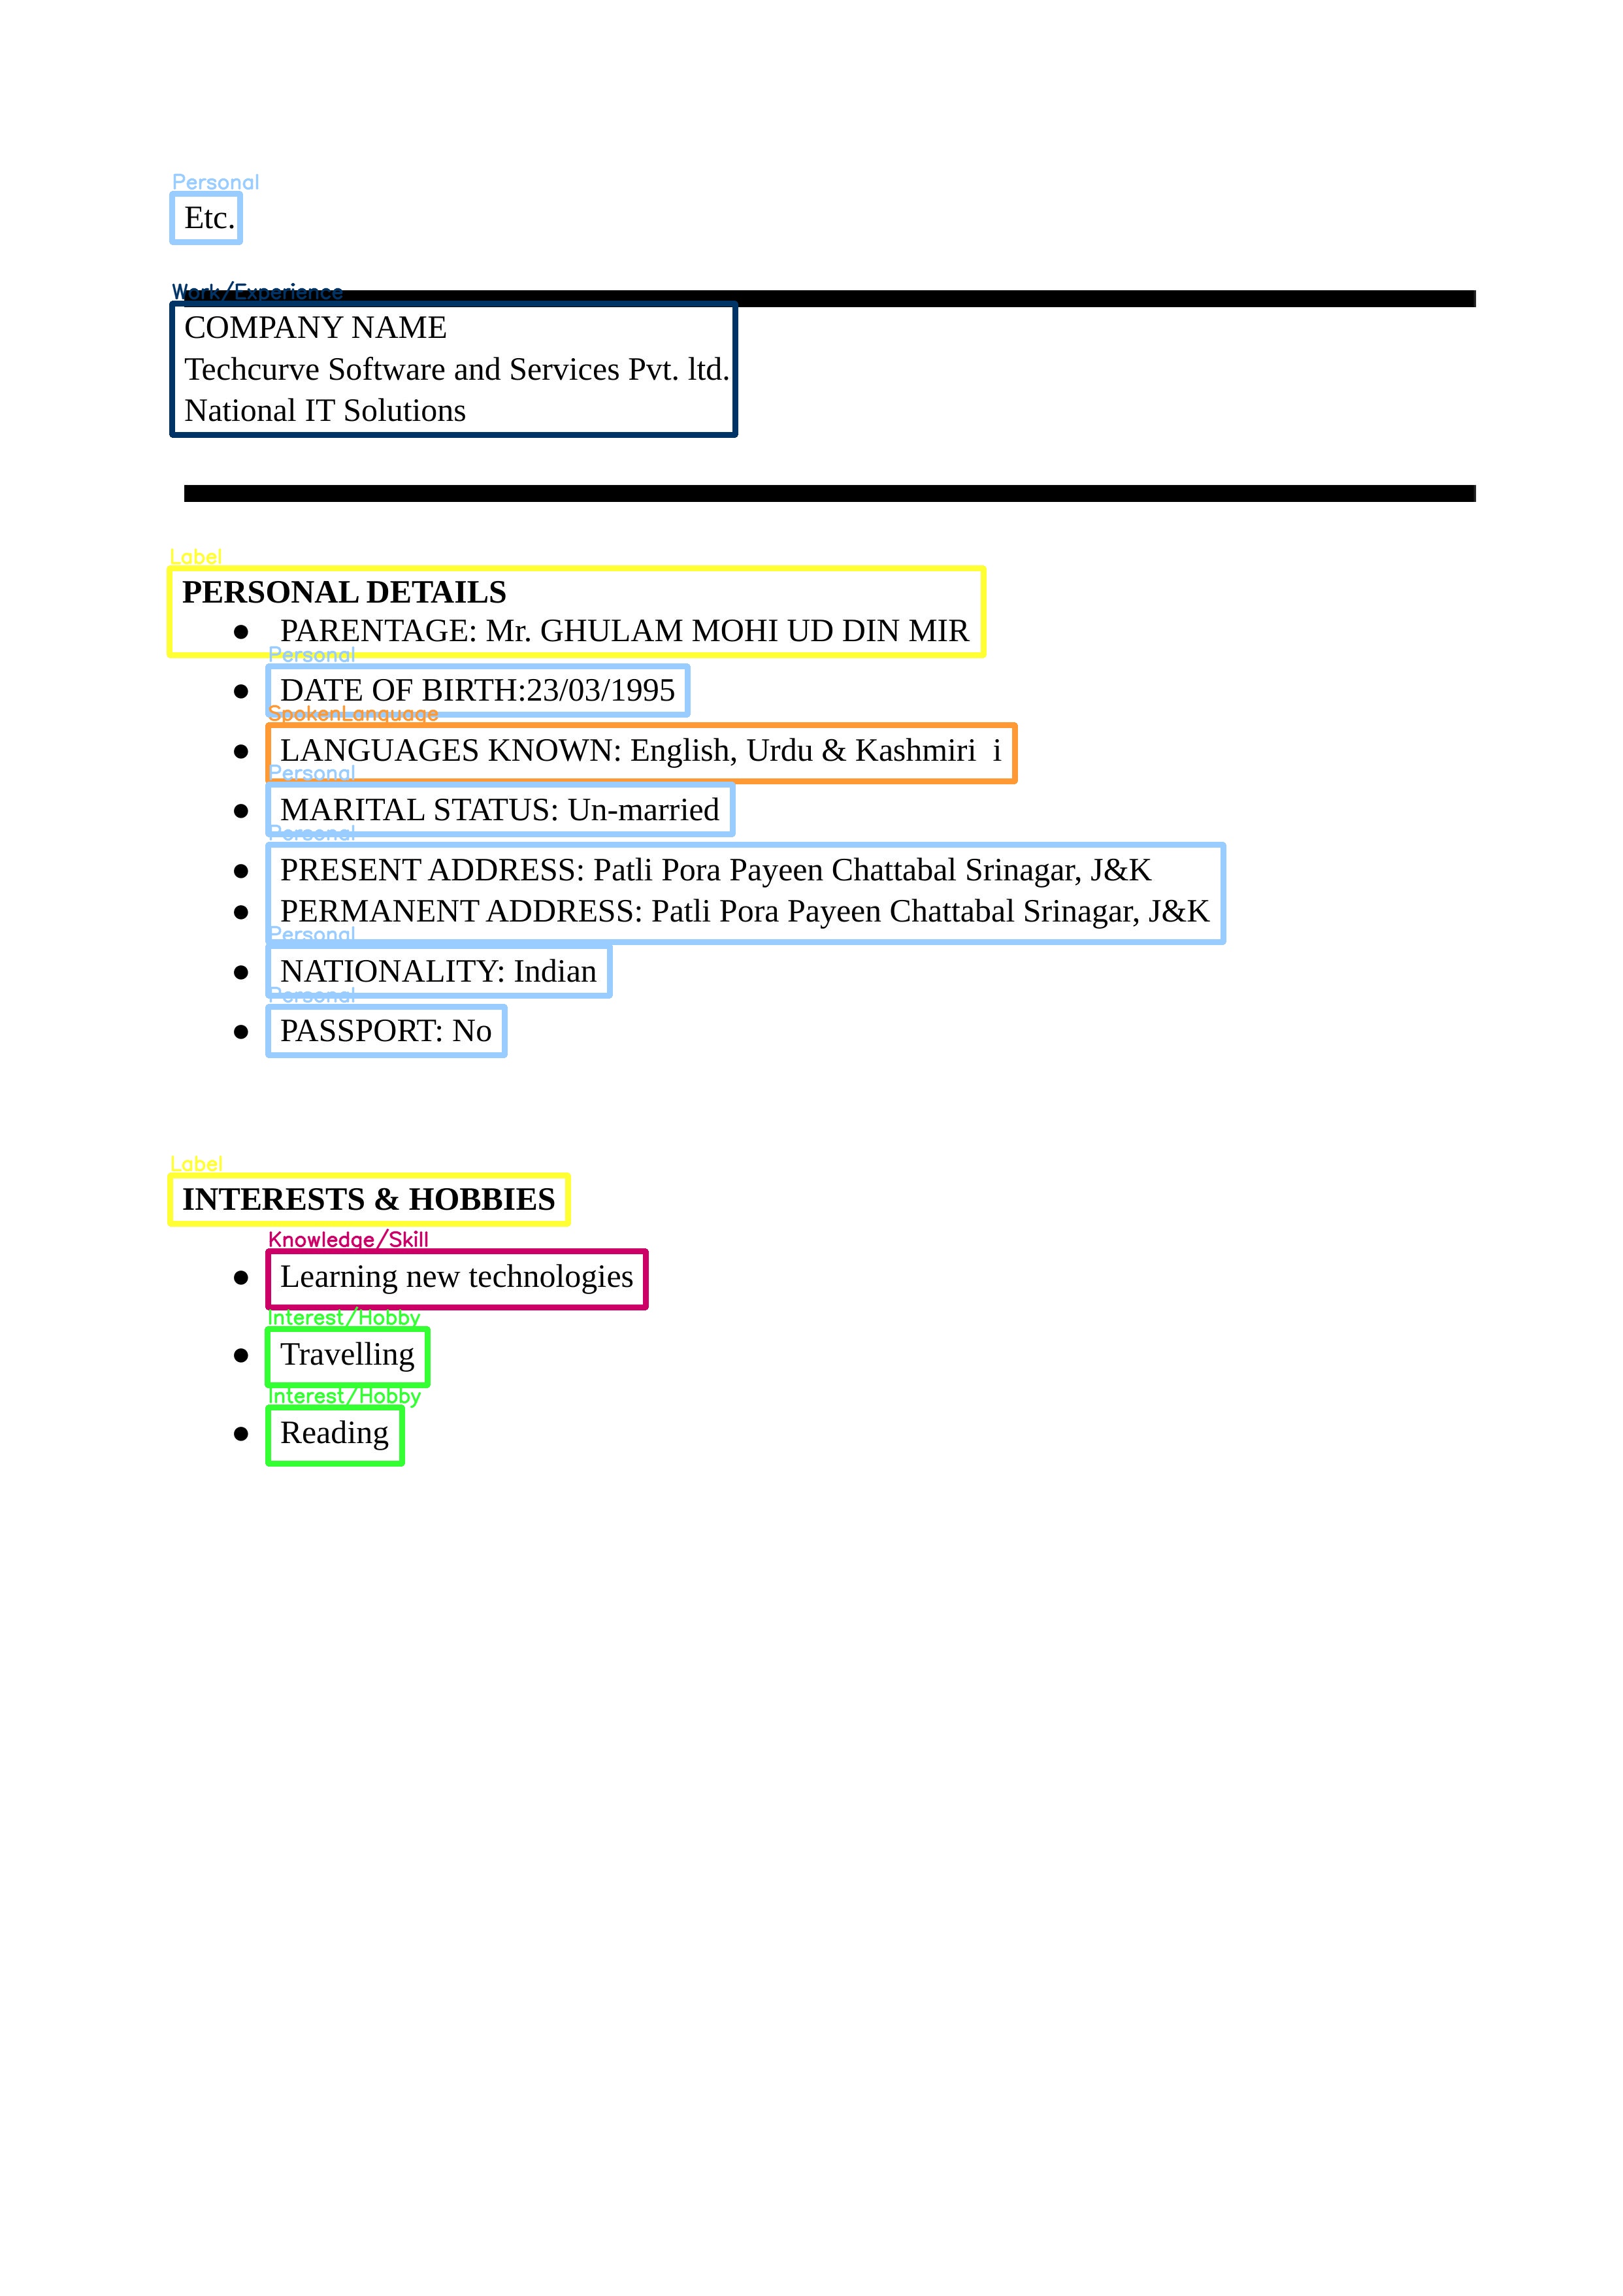 Personal
Etc.
Work/Experience
COMPANY NAME
Techcurve Software and Services Pvt. ltd.
National IT Solutions
Label
PERSONAL DETAILS
● PARENTAGE: Mr. GHULAM MOHI UD DIN MIR
Personal
● DATE OF BIRTH:23/03/1995
SpokenLanguage
● LANGUAGES KNOWN: English, Urdu & Kashmiri  i
Personal
● MARITAL STATUS: Un-married
Personal
● PRESENT ADDRESS: Patli Pora Payeen Chattabal Srinagar, J&K
● PERMANENT ADDRESS: Patli Pora Payeen Chattabal Srinagar, J&K
Personal
● NATIONALITY: Indian
Personal
● PASSPORT: No
Label
INTERESTS & HOBBIES
Knowledge/Skill
● Learning new technologies
Interest/Hobby
● Travelling
Interest/Hobby
● Reading